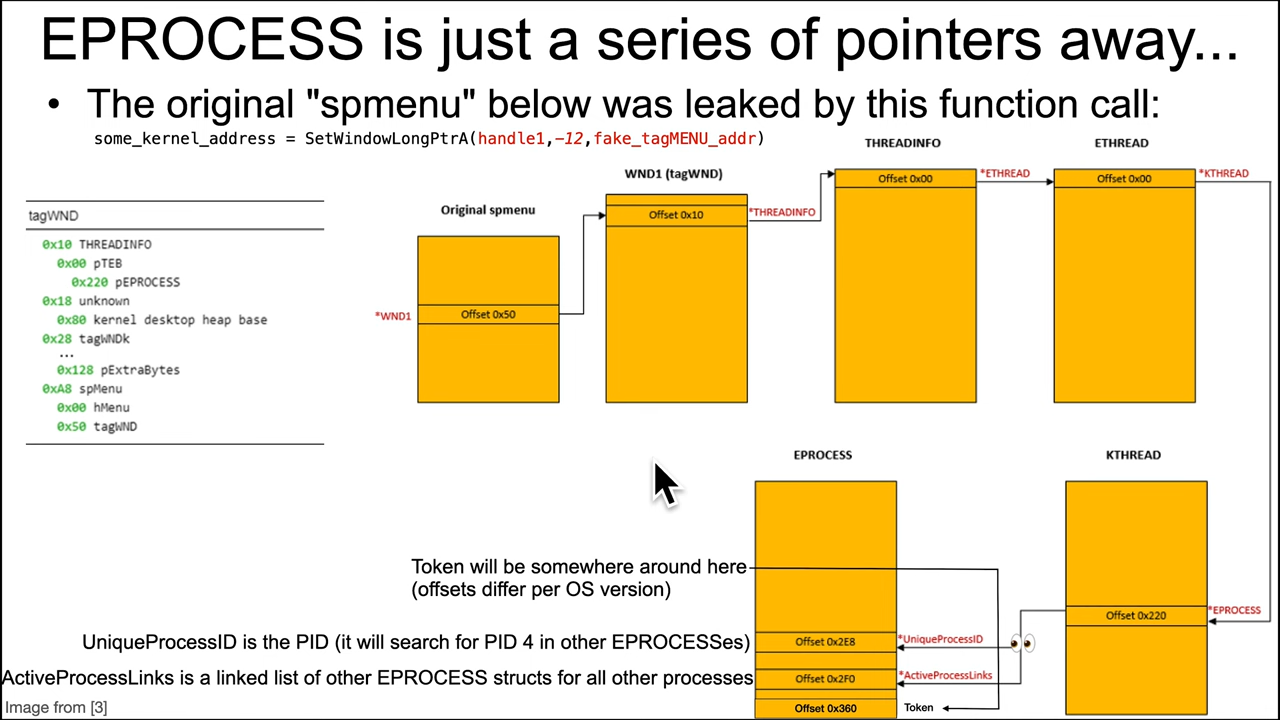 EPROCESS is just a series of pointers away...
• The original "spmenu" below was leaked by this function call:
some_kernel_address = SetWindowLongPtrA(handle1,-12,fake_tagMENU_addr)
tagWND
0x10 THREADINFO
0x00 pTEB
0x220 pEPROCESS
0x18 unknown
0x80 kernel desktop heap base
0x28 tagWNDk
...
0x128 pExtraBytes
0xA8 spMenu
0x00 hMenu
0x50 tagWND
Original spmenu
*WND1
Offset 0x50
WND1 (tagWND)
Offset 0x10
*THREADINFO
THREADINFO
Offset 0x00
*ETHREAD
ETHREAD
Offset 0x00
*KTHREAD
KTHREAD
Offset 0x220
*EPROCESS
EPROCESS
Token will be somewhere around here
(offsets differ per OS version)
UniqueProcessID is the PID (it will search for PID 4 in other EPROCESSes)
Offset 0x2E8
*UniqueProcessID
ActiveProcessLinks is a linked list of other EPROCESS structs for all other processes
Offset 0x2F0
*ActiveProcessLinks
Offset 0x360
Token
Image from [3]